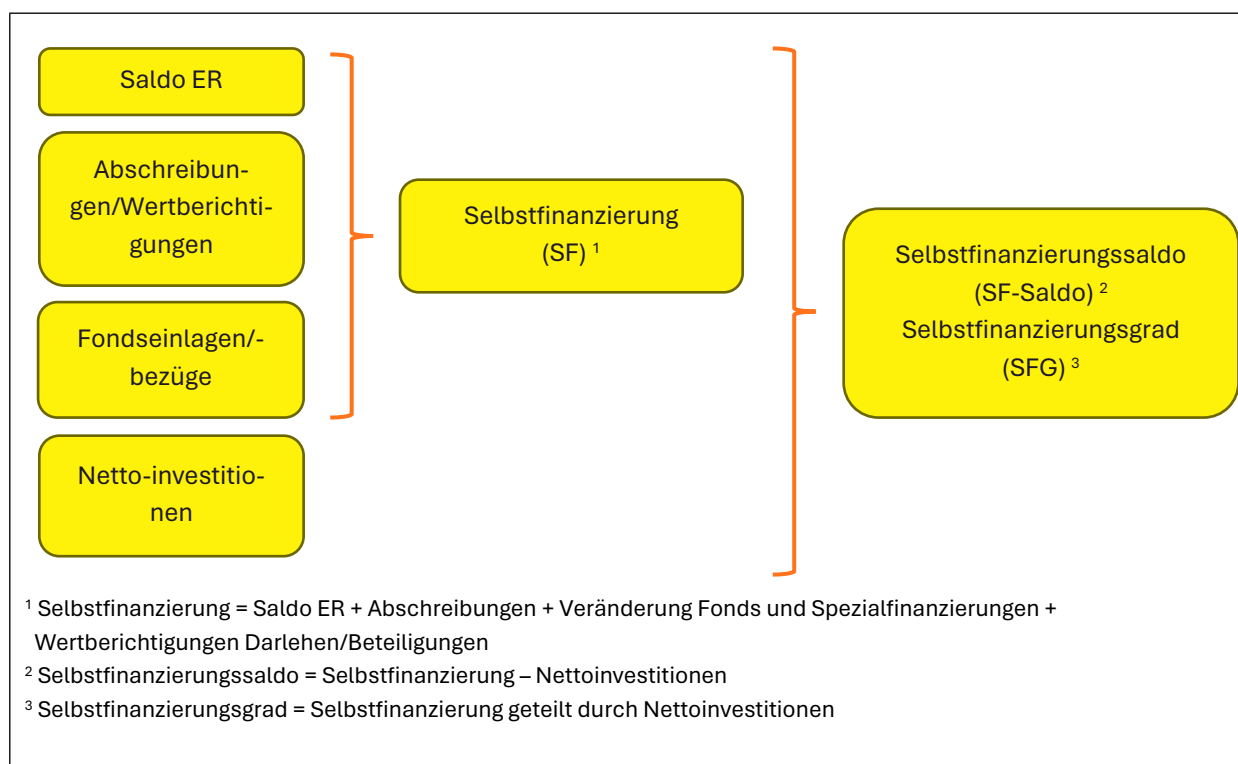 Saldo ER
Abschreibun-
gen/Wertberichti-
gungen
Fondseinlagen/-
bezüge
Netto-investitio-
nen
Selbstfinanzierung
(SF) ¹
Selbstfinanzierungssaldo
(SF-Saldo) ²
Selbstfinanzierungsgrad
(SFG) ³
¹ Selbstfinanzierung = Saldo ER + Abschreibungen + Veränderung Fonds und Spezialfinanzierungen +
Wertberichtigungen Darlehen/Beteiligungen
² Selbstfinanzierungssaldo = Selbstfinanzierung – Nettoinvestitionen
³ Selbstfinanzierungsgrad = Selbstfinanzierung geteilt durch Nettoinvestitionen